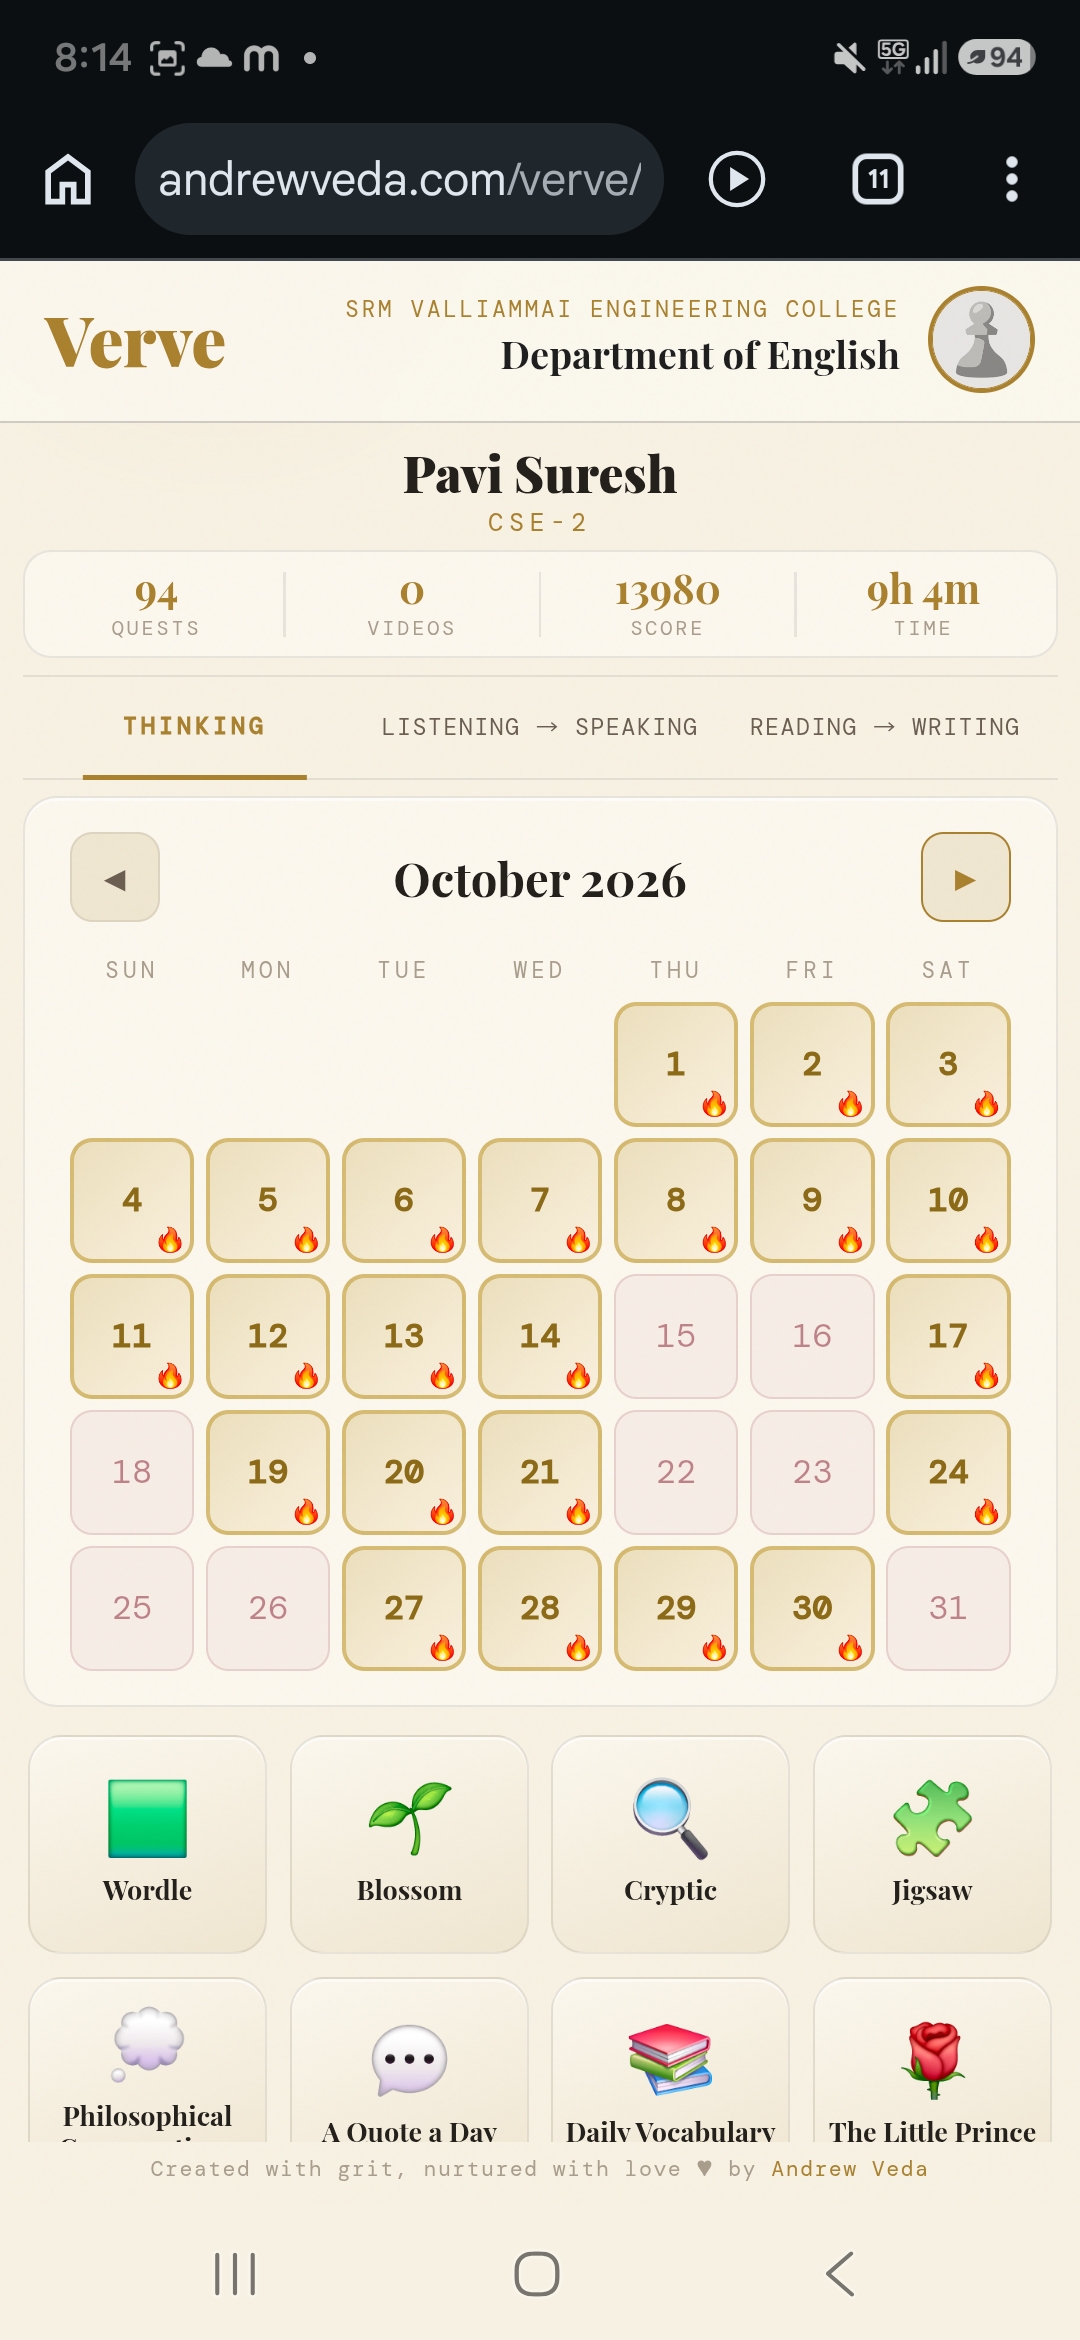 8:14 m 5G 94
andrewveda.com/verve/
11
Verve
SRM VALLIAMMAI ENGINEERING COLLEGE
Department of English
Pavi Suresh
CSE-2
94 0 13980 9h 4m
QUESTS VIDEOS SCORE TIME
THINKING LISTENING → SPEAKING READING → WRITING
◀ October 2026 ▶
SUN MON TUE WED THU FRI SAT
1 2 3
4 5 6 7 8 9 10
11 12 13 14 15 16 17
18 19 20 21 22 23 24
25 26 27 28 29 30 31
Wordle Blossom Cryptic Jigsaw
Philosophical
A Quote a Day Daily Vocabulary The Little Prince
Created with grit, nurtured with love ♥ by Andrew Veda